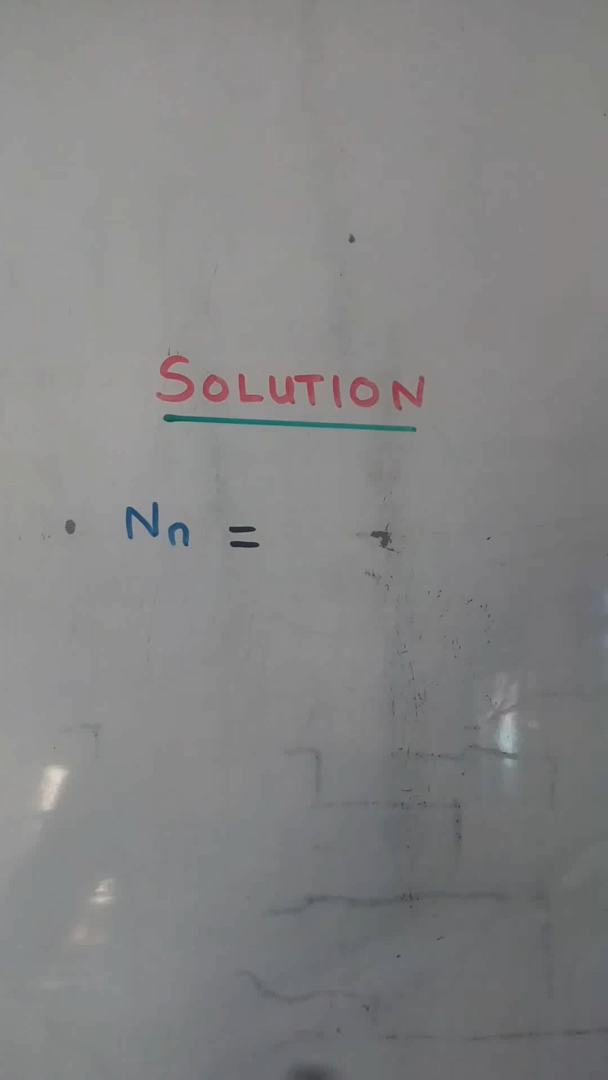 SOLUTION
• Nn =